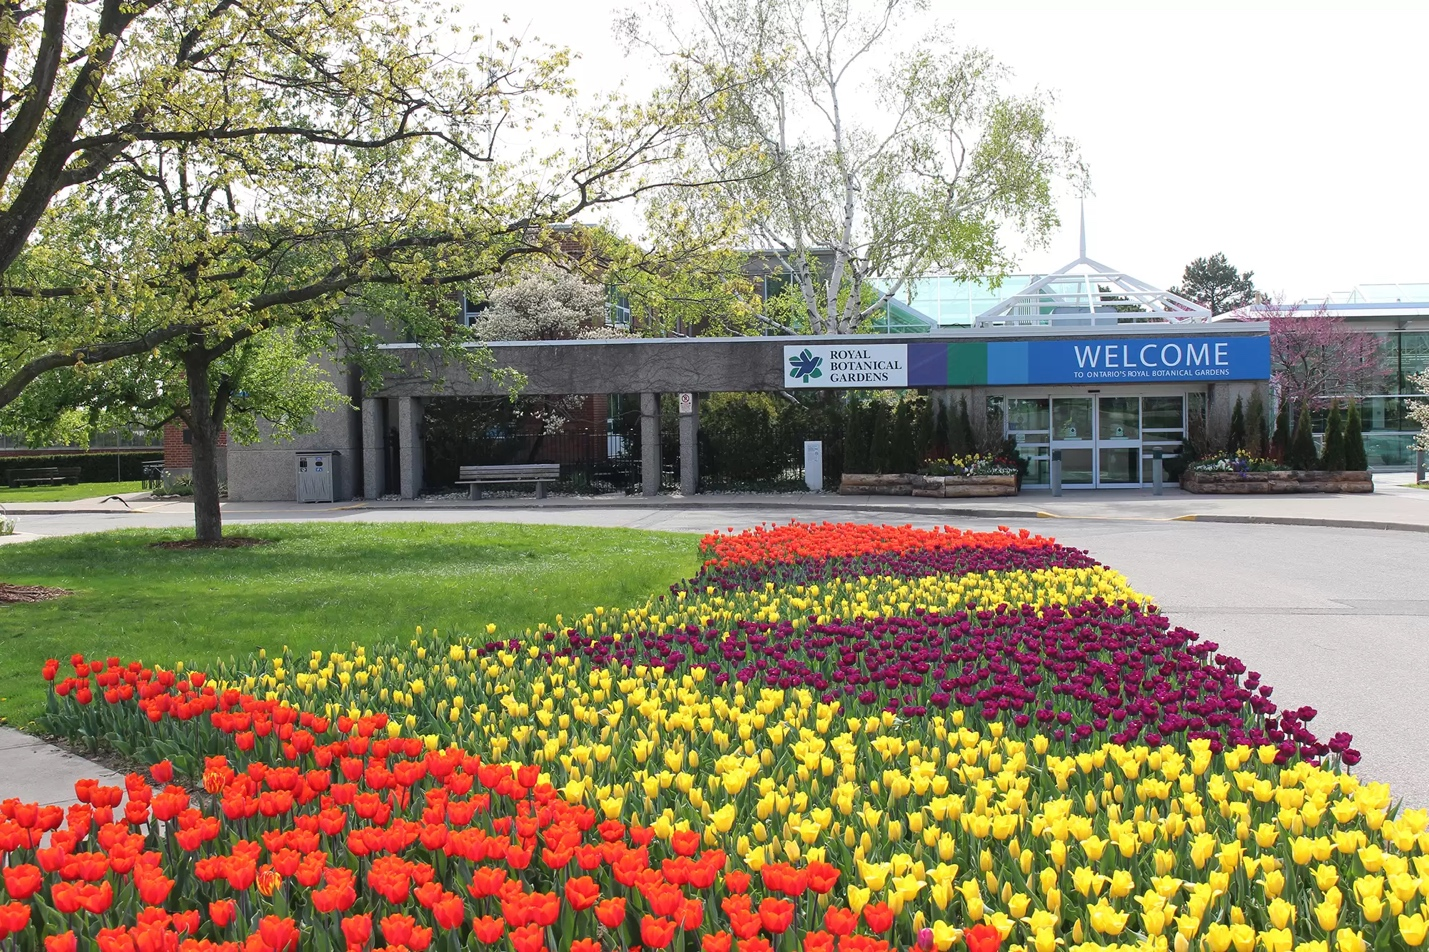 ROYAL
BOTANICAL
GARDENS
WELCOME
TO ONTARIO'S ROYAL BOTANICAL GARDENS